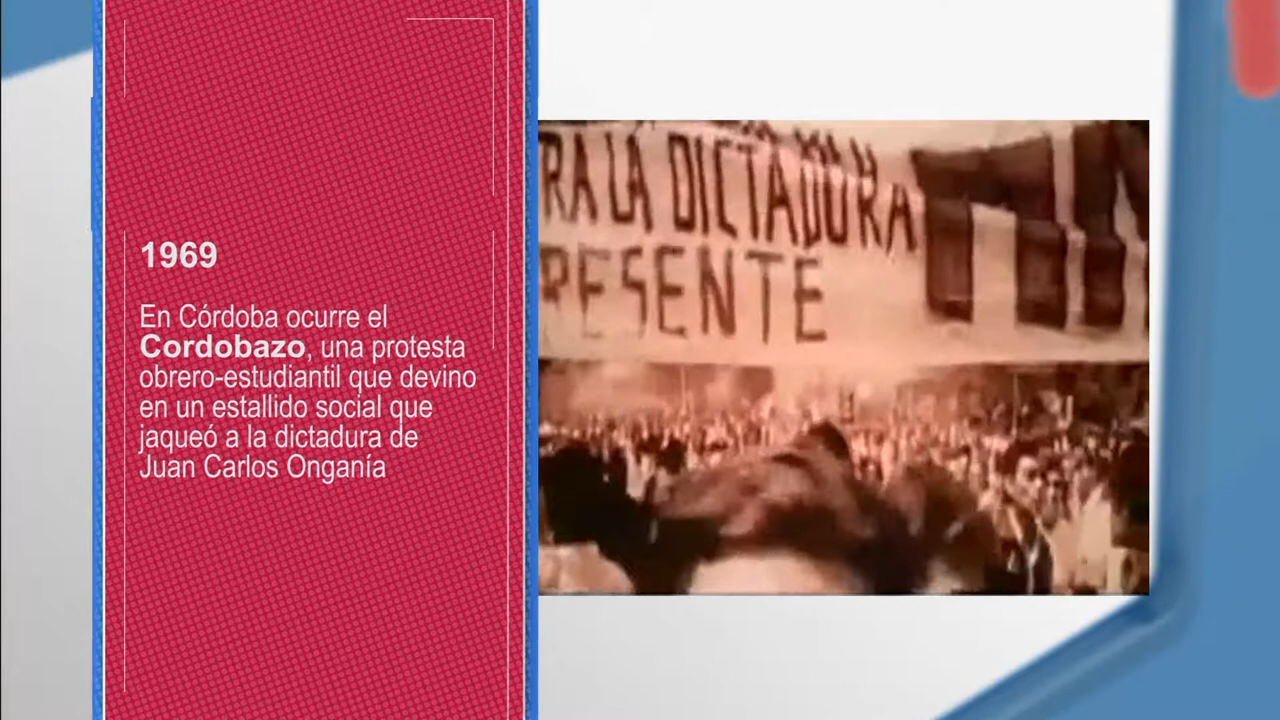 1969
En Córdoba ocurre el
Cordobazo, una protesta
obrero-estudiantil que devino
en un estallido social que
jaqueó a la dictadura de
Juan Carlos Onganía
RA LA DICTADURA
RESENTE